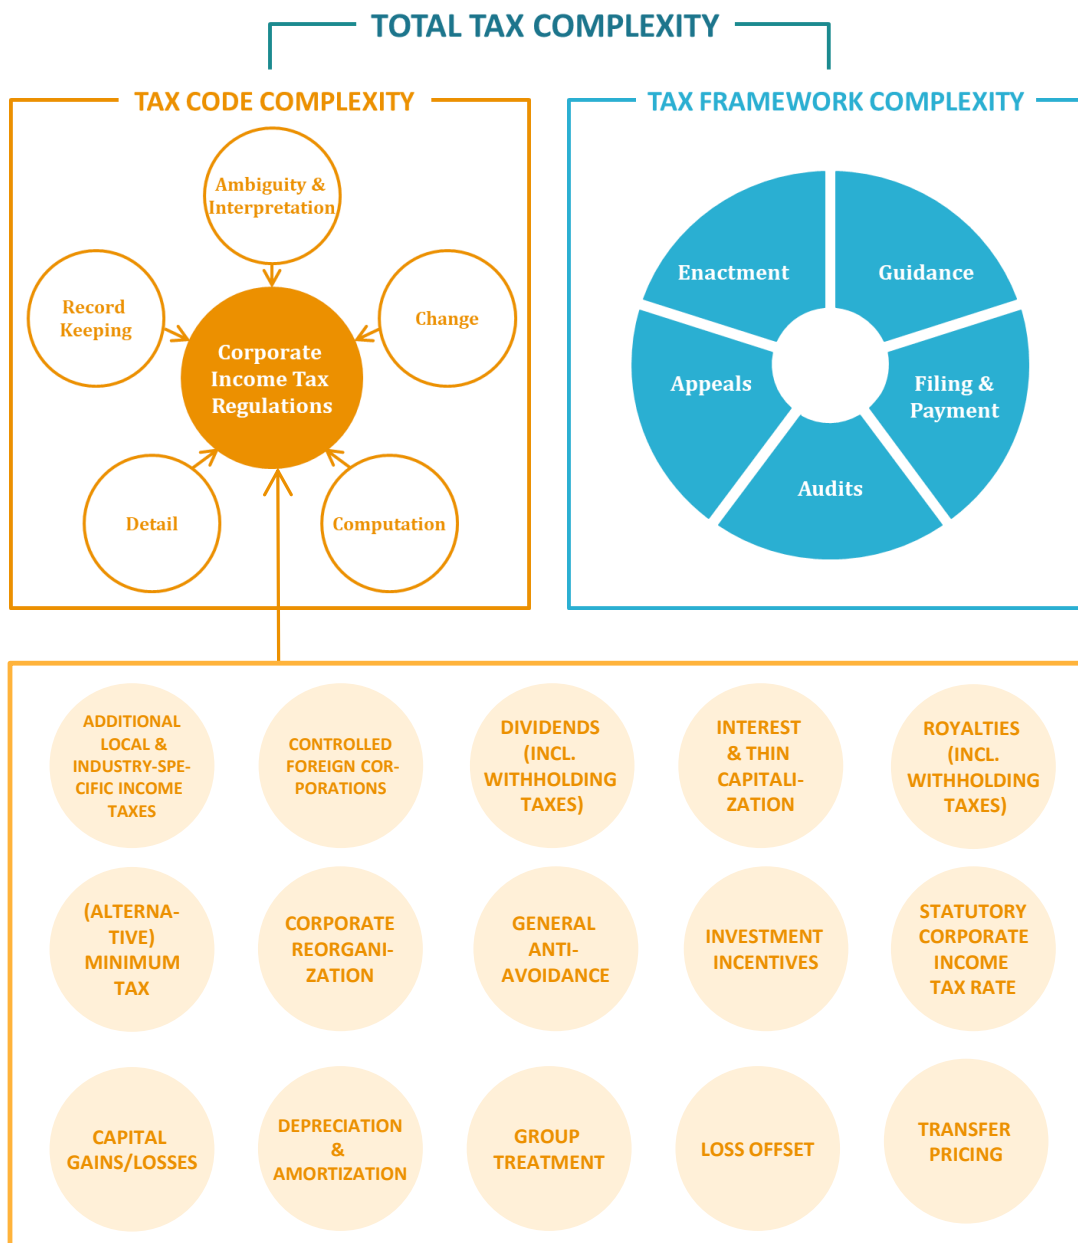 TOTAL TAX COMPLEXITY
TAX CODE COMPLEXITY
Ambiguity &
Interpretation
Record
Keeping
Change
Corporate
Income Tax
Regulations
Detail
Computation
TAX FRAMEWORK COMPLEXITY
Enactment
Guidance
Appeals
Filing &
Payment
Audits
ADDITIONAL
LOCAL &
INDUSTRY-SPE-
CIFIC INCOME
TAXES
CONTROLLED
FOREIGN COR-
PORATIONS
DIVIDENDS
(INCL.
WITHHOLDING
TAXES)
INTEREST
& THIN
CAPITALI-
ZATION
ROYALTIES
(INCL.
WITHHOLDING
TAXES)
(ALTERNA-
TIVE)
MINIMUM
TAX
CORPORATE
REORGANI-
ZATION
GENERAL
ANTI-
AVOIDANCE
INVESTMENT
INCENTIVES
STATUTORY
CORPORATE
INCOME
TAX RATE
CAPITAL
GAINS/LOSSES
DEPRECIATION
&
AMORTIZATION
GROUP
TREATMENT
LOSS OFFSET
TRANSFER
PRICING